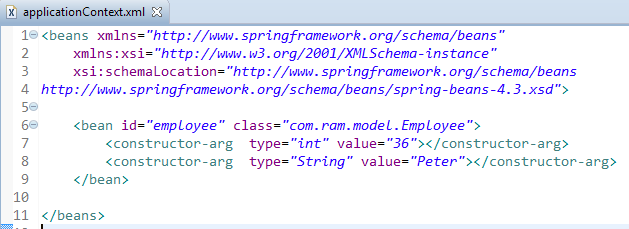 applicationContext.xml
1 <beans xmlns="http://www.springframework.org/schema/beans"
2 xmlns:xsi="http://www.w3.org/2001/XMLSchema-instance"
3 xsi:schemaLocation="http://www.springframework.org/schema/beans
4 http://www.springframework.org/schema/beans/spring-beans-4.3.xsd">
5
6 <bean id="employee" class="com.ram.model.Employee">
7 <constructor-arg  type="int" value="36"></constructor-arg>
8 <constructor-arg  type="String" value="Peter"></constructor-arg>
9 </bean>
10
11 </beans>
12